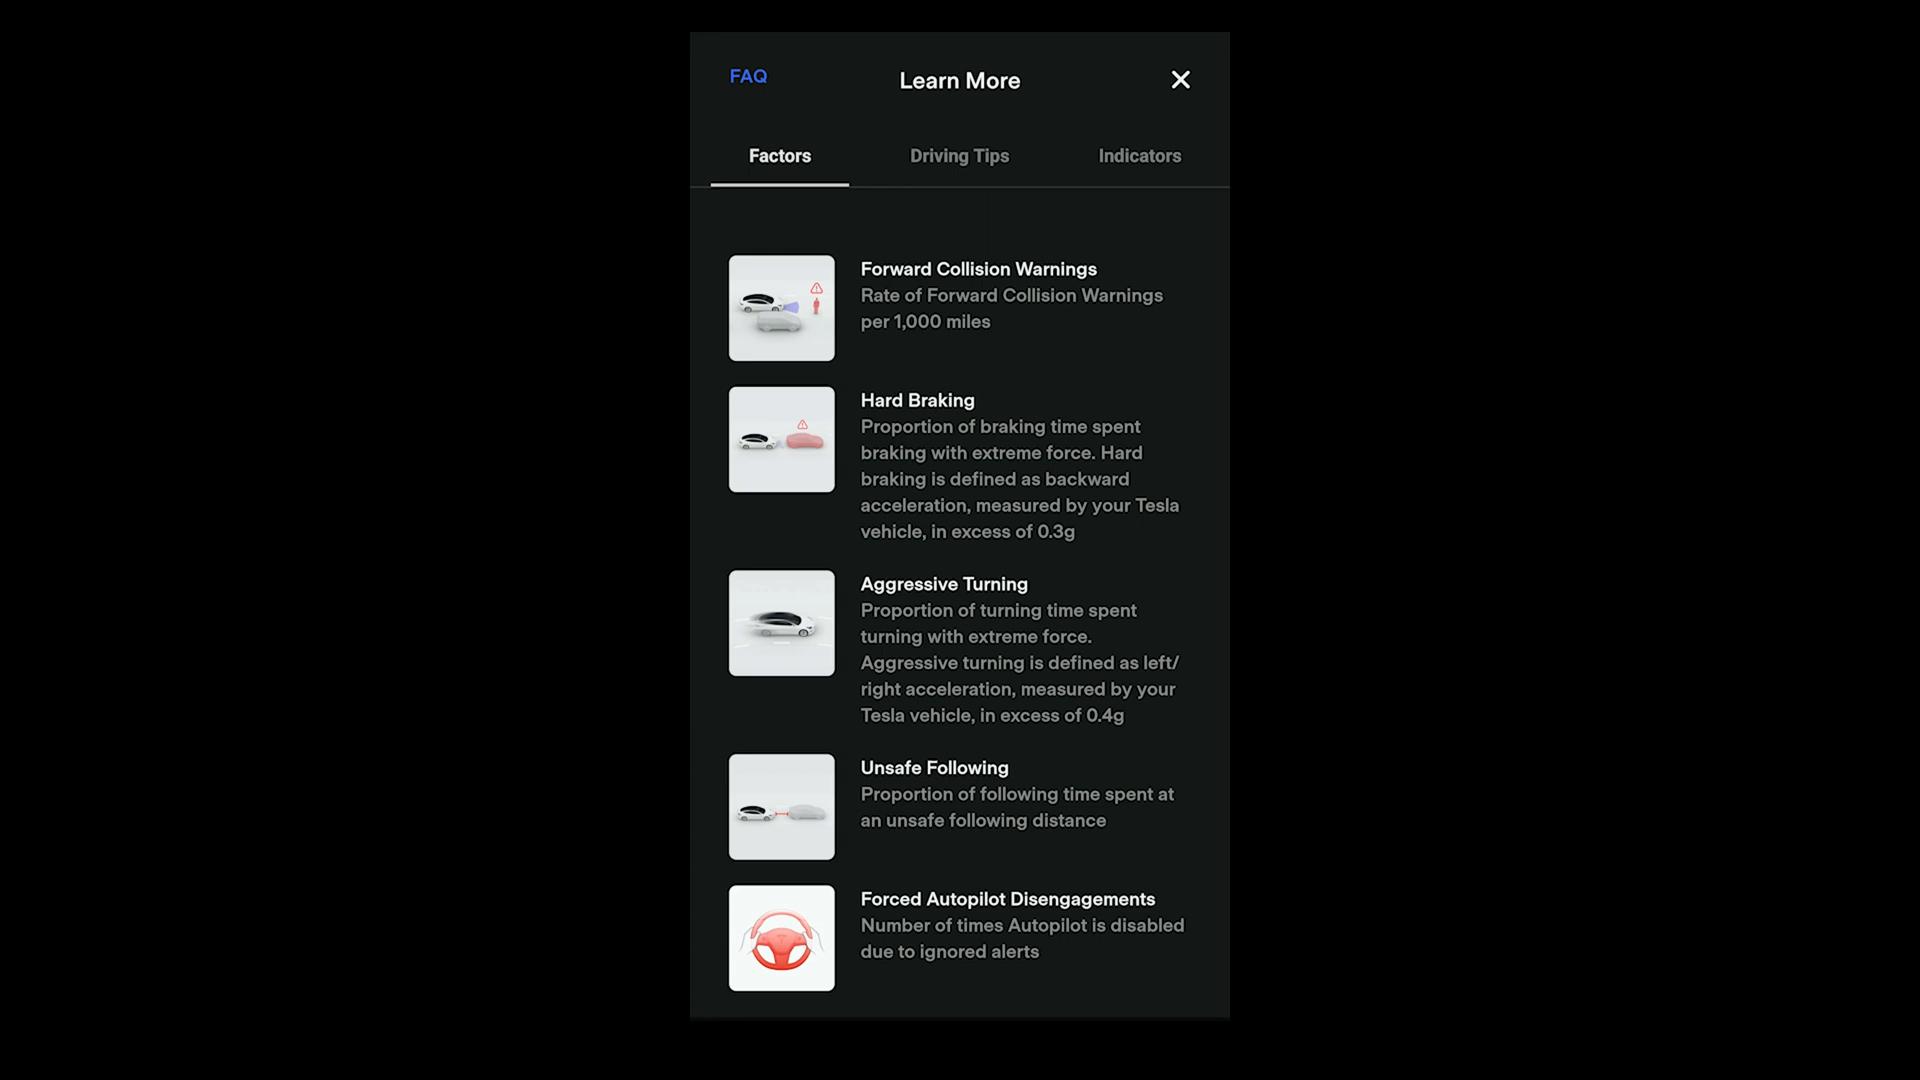 FAQ
Learn More
Factors
Driving Tips
Indicators
Forward Collision Warnings
Rate of Forward Collision Warnings
per 1,000 miles
Hard Braking
Proportion of braking time spent
braking with extreme force. Hard
braking is defined as backward
acceleration, measured by your Tesla
vehicle, in excess of 0.3g
Aggressive Turning
Proportion of turning time spent
turning with extreme force.
Aggressive turning is defined as left/
right acceleration, measured by your
Tesla vehicle, in excess of 0.4g
Unsafe Following
Proportion of following time spent at
an unsafe following distance
Forced Autopilot Disengagements
Number of times Autopilot is disabled
due to ignored alerts